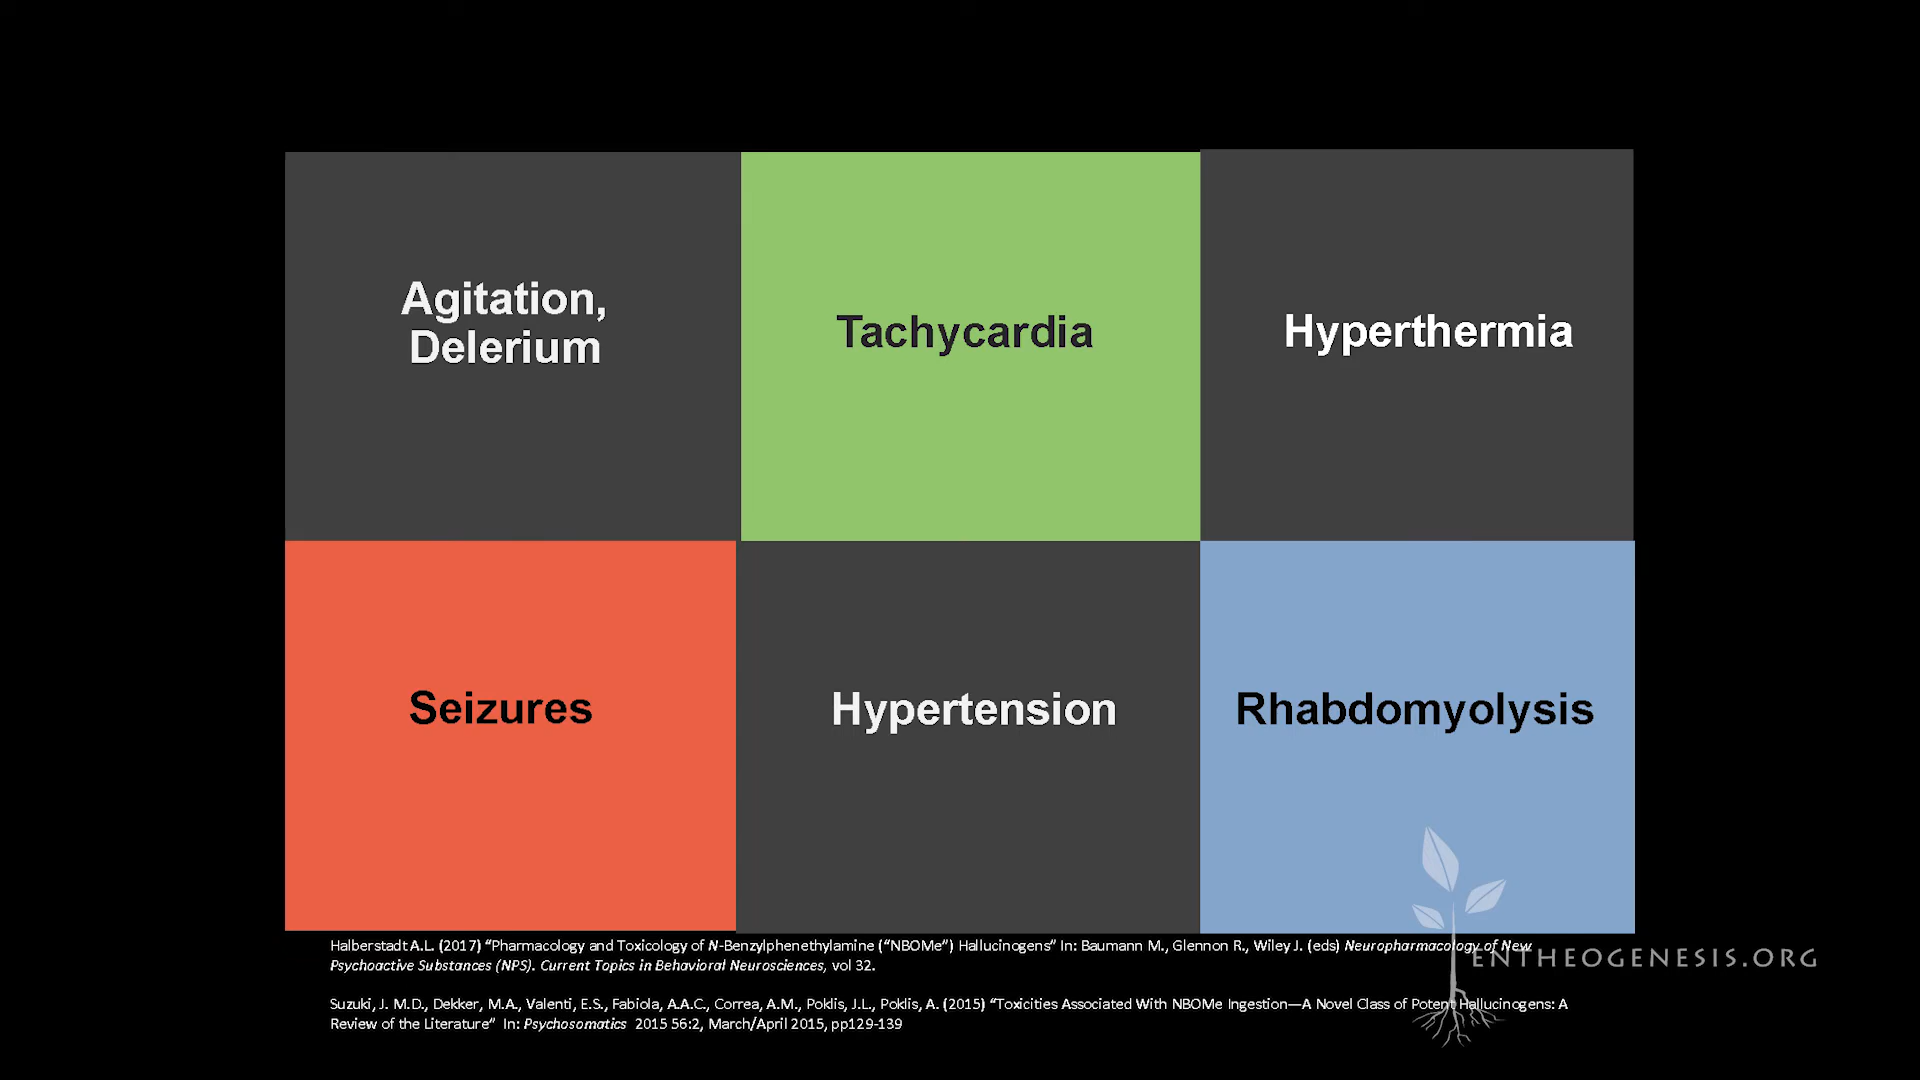 Agitation,
Delerium
Tachycardia
Hyperthermia
Seizures
Hypertension
Rhabdomyolysis
Halberstadt A.L. (2017) “Pharmacology and Toxicology of N-Benzylphenethylamine (“NBOMe”) Hallucinogens” In: Baumann M., Glennon R., Wiley J. (eds) Neuropharmacology of New
Psychoactive Substances (NPS). Current Topics in Behavioral Neurosciences, vol 32.
ENTHEOGENESIS.ORG
Suzuki, J. M.D., Dekker, M.A., Valenti, E.S., Fabiola, A.A.C., Correa, A.M., Poklis, J.L., Poklis, A. (2015) “Toxicities Associated With NBOMe Ingestion—A Novel Class of Potent Hallucinogens: A
Review of the Literature” In: Psychosomatics 2015 56:2, March/April 2015, pp129-139